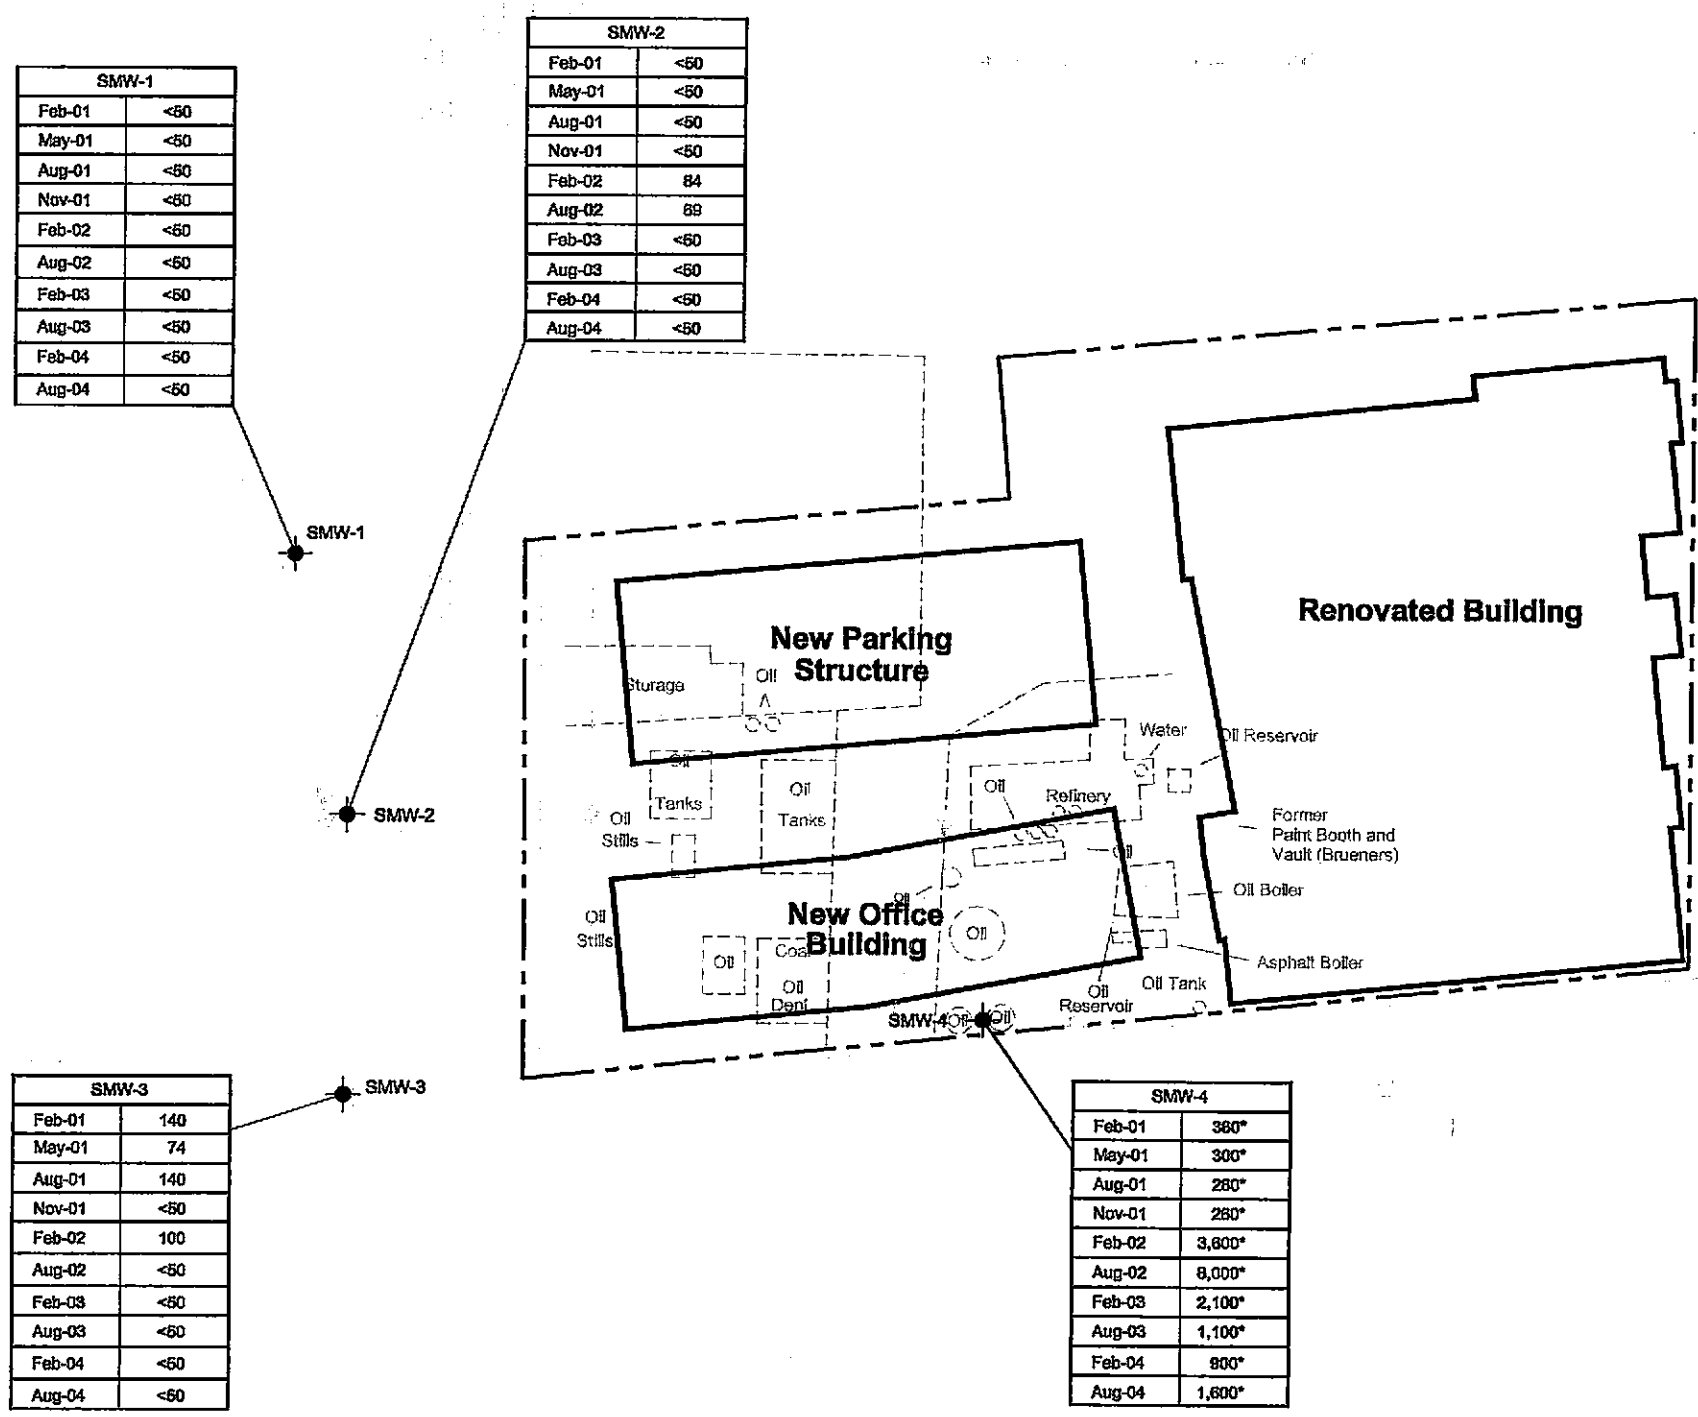 SMW-1
Feb-01 <50
May-01 <50
Aug-01 <50
Nov-01 <50
Feb-02 <50
Aug-02 <50
Feb-03 <50
Aug-03 <50
Feb-04 <50
Aug-04 <50
SMW-2
Feb-01 <50
May-01 <50
Aug-01 <50
Nov-01 <50
Feb-02
Aug-02
Feb-03 <50
Aug-03 <50
Feb-04 <50
Aug-04 <50
SMW-1
SMW-2
Renovated Building
New Parking
Structure
Storage
Oil
Oil
Tanks
Oil
Tanks
Oil
Stills
Oil
Refinery
Water
Oil Reservoir
Former
Paint Booth and
Vault (Brueners)
Oil
Oil
Oil Boiler
New Office
Building
Oil
Stills
Oil
Coal
Oil
Oil
Asphalt Boiler
Oil
Reservoir
Oil Tank
SMW-4
Oil
Oil
SMW-3
SMW-3
Feb-01 140
May-01 74
Aug-01 140
Nov-01 <50
Feb-02 100
Aug-02 <50
Feb-03 <50
Aug-03 <50
Feb-04 <50
Aug-04 <50
SMW-4
Feb-01
May-01 300*
Aug-01
Nov-01
Feb-02
Aug-02 8,000*
Feb-03 2,100*
Aug-03 1,100*
Feb-04
Aug-04 1,600*